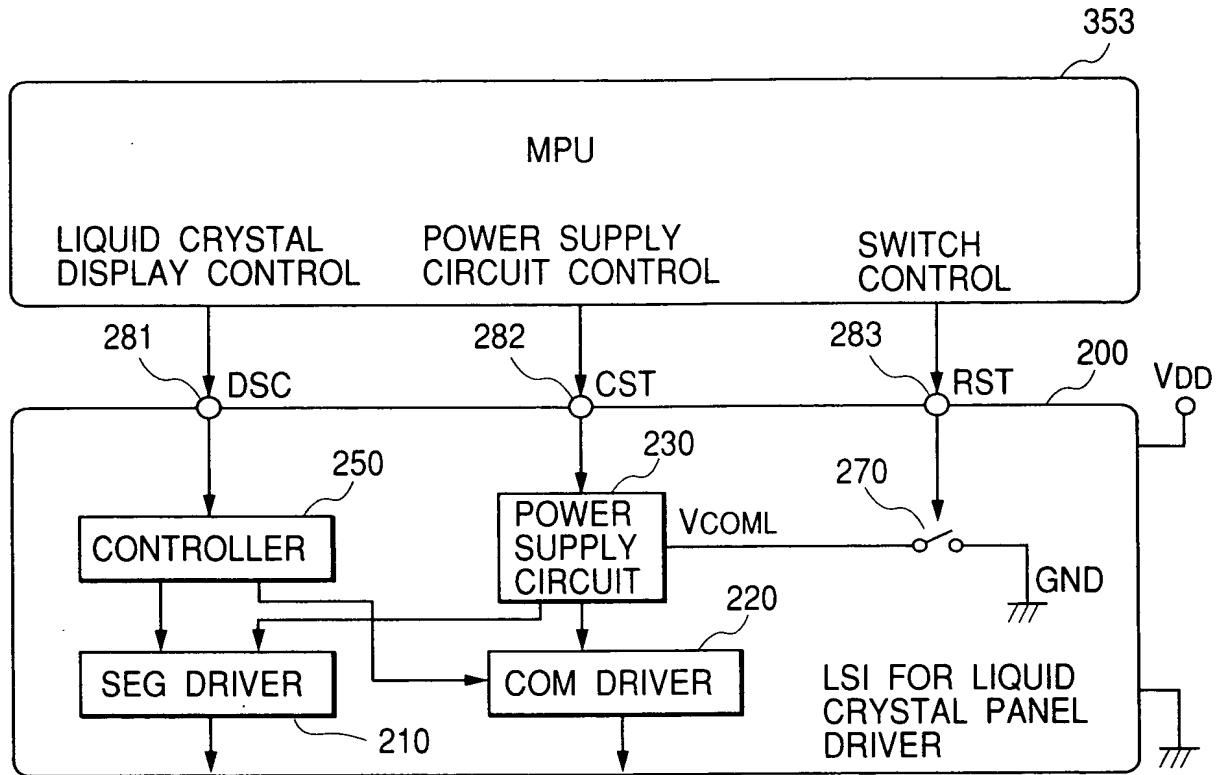 353
MPU
LIQUID CRYSTAL
DISPLAY CONTROL
POWER SUPPLY
CIRCUIT CONTROL
SWITCH
CONTROL
281
DSC
282
CST
283
RST
200
VDD
250
CONTROLLER
230
POWER
SUPPLY
CIRCUIT
VCOML
270
GND
220
SEG DRIVER
COM DRIVER
210
LSI FOR LIQUID
CRYSTAL PANEL
DRIVER